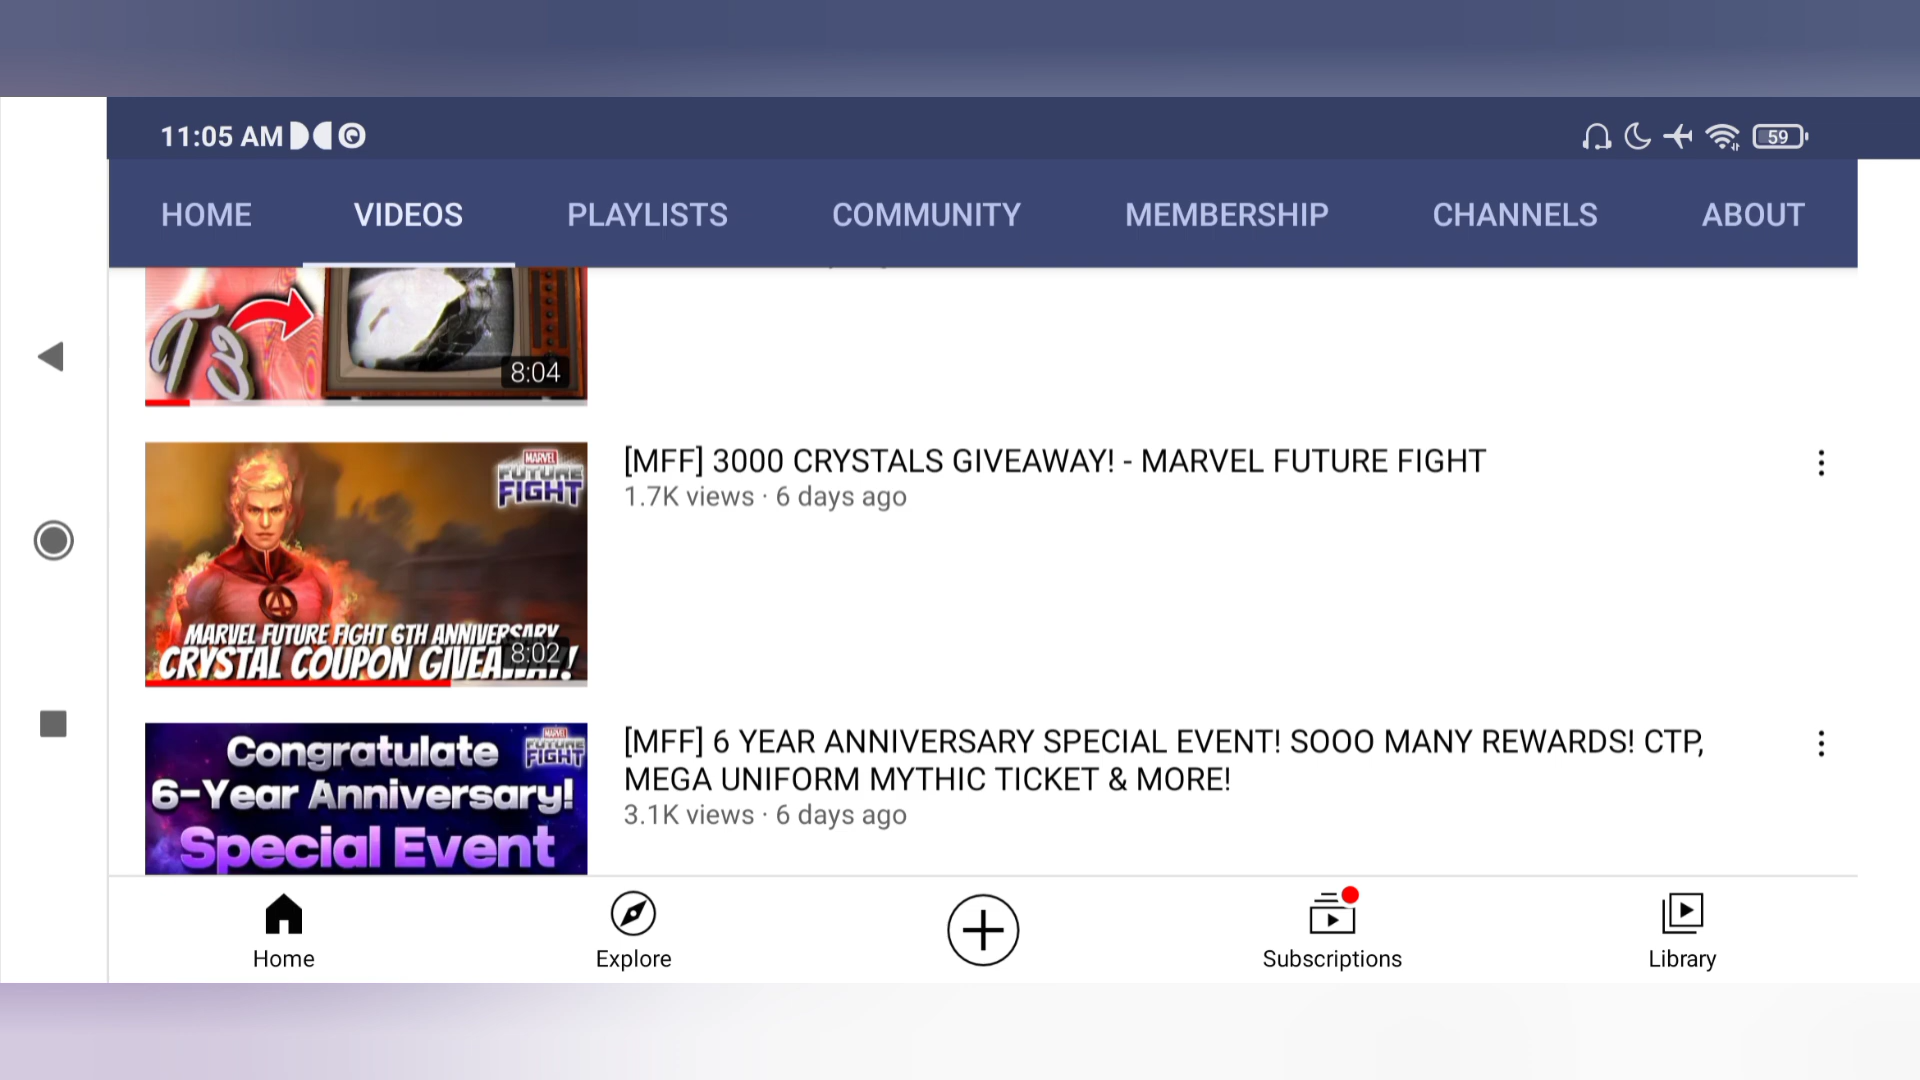 11:05 AM
59
HOME VIDEOS PLAYLISTS COMMUNITY MEMBERSHIP CHANNELS ABOUT
T3
8:04
MARVEL
FUTURE
FIGHT
MARVEL FUTURE FIGHT 6TH ANNIVERSARY
CRYSTAL COUPON
8:02
[MFF] 3000 CRYSTALS GIVEAWAY! - MARVEL FUTURE FIGHT
1.7K views · 6 days ago
Congratulate
6-Year Anniversary!
Special Event
MARVEL
FUTURE
FIGHT
[MFF] 6 YEAR ANNIVERSARY SPECIAL EVENT! SOOO MANY REWARDS! CTP,
MEGA UNIFORM MYTHIC TICKET & MORE!
3.1K views · 6 days ago
Home Explore Subscriptions Library